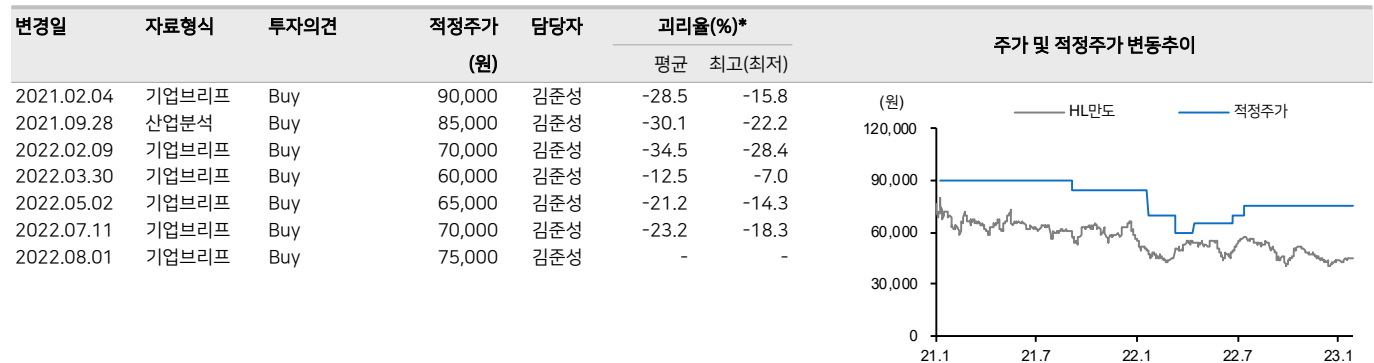 변경일 자료형식 투자의견 적정주가 담당자 괴리율(%)* 주가 및 적정주가 변동추이
(원) 평균 최고(최저)
2021.02.04 기업브리프 Buy 90,000 김준성 -28.5 -15.8
2021.09.28 산업분석 Buy 85,000 김준성 -30.1 -22.2
2022.02.09 기업브리프 Buy 70,000 김준성 -34.5 -28.4
2022.03.30 기업브리프 Buy 60,000 김준성 -12.5 -7.0
2022.05.02 기업브리프 Buy 65,000 김준성 -21.2 -14.3
2022.07.11 기업브리프 Buy 70,000 김준성 -23.2 -18.3
2022.08.01 기업브리프 Buy 75,000 김준성 - -
(원) HL만도 적정주가
120,000
90,000
60,000
30,000
0
21.1 21.7 22.1 22.7 23.1